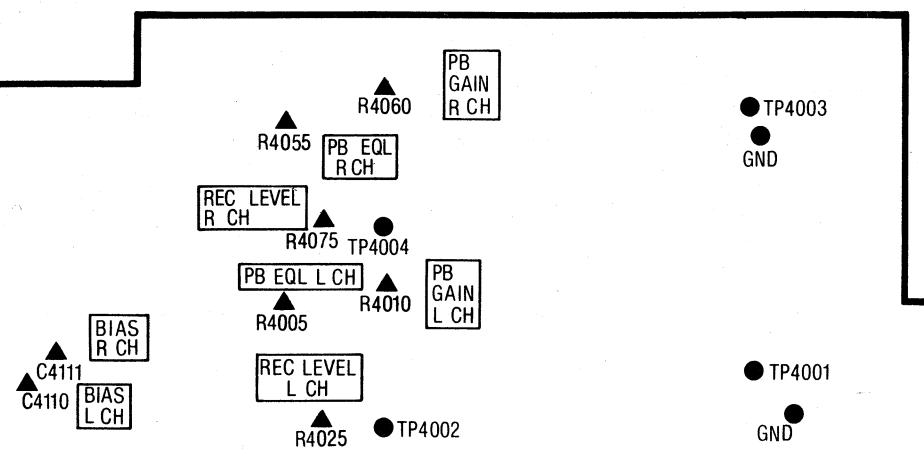 PB
GAIN
R CH
R4060
TP4003
R4055
PB EQL
R CH
GND
REC LEVEL
R CH
R4075
TP4004
PB EQL L CH
PB
GAIN
L CH
R4010
R4005
BIAS
R CH
C4111
REC LEVEL
L CH
TP4001
C4110
BIAS
L CH
R4025
TP4002
GND